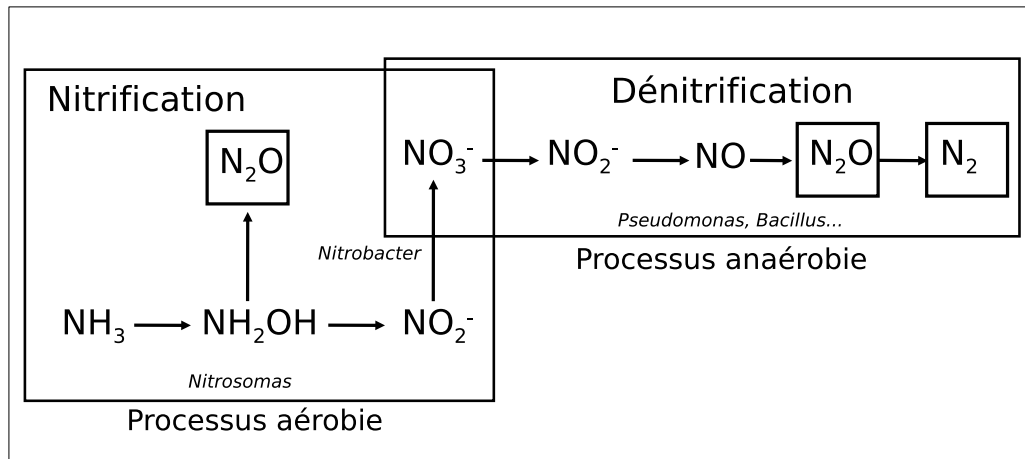 Nitrification
N₂O
NH₃ → NH₂OH → NO₂⁻
Nitrobacter
Nitrosomas
Processus aérobie
Dénitrification
NO₃⁻ → NO₂⁻ → NO → N₂O → N₂
Pseudomonas, Bacillus...
Processus anaérobie